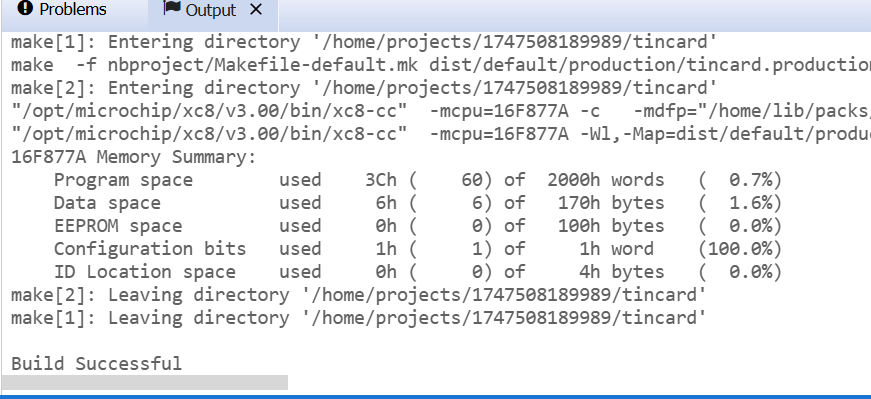 Problems Output
make[1]: Entering directory '/home/projects/1747508189989/tincard'
make  -f nbproject/Makefile-default.mk dist/default/production/tincard.production
make[2]: Entering directory '/home/projects/1747508189989/tincard'
"/opt/microchip/xc8/v3.00/bin/xc8-cc"  -mcpu=16F877A -c   -mdfp="/home/lib/packs/
"/opt/microchip/xc8/v3.00/bin/xc8-cc"  -mcpu=16F877A -Wl,-Map=dist/default/produ
16F877A Memory Summary:
    Program space        used    3Ch (    60) of  2000h words   (  0.7%)
    Data space           used     6h (     6) of   170h bytes   (  1.6%)
    EEPROM space         used     0h (     0) of   100h bytes   (  0.0%)
    Configuration bits   used     1h (     1) of     1h word    (100.0%)
    ID Location space    used     0h (     0) of     4h bytes   (  0.0%)
make[2]: Leaving directory '/home/projects/1747508189989/tincard'
make[1]: Leaving directory '/home/projects/1747508189989/tincard'
Build Successful